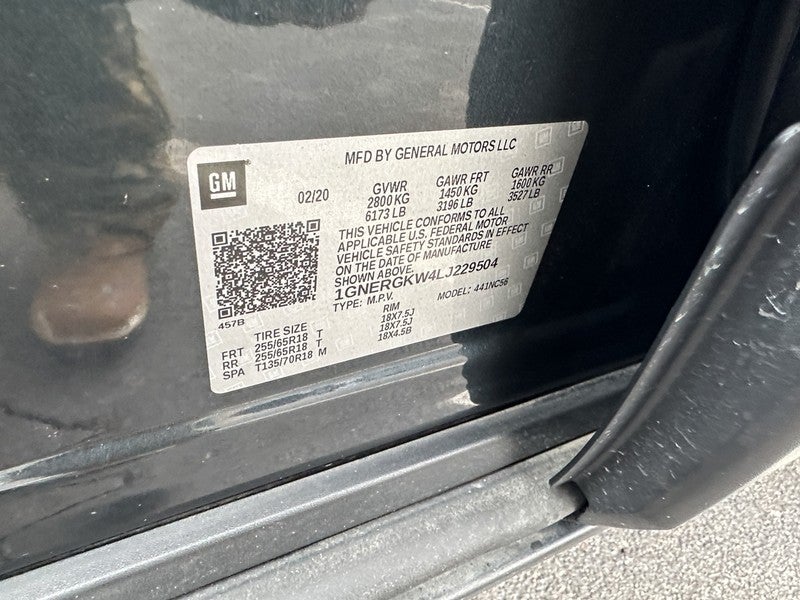 MFD BY GENERAL MOTORS LLC
GM
02/20
GVWR
2800 KG
6173 LB
GAWR FRT
1450 KG
3196 LB
GAWR RR
1600 KG
3527 LB
THIS VEHICLE CONFORMS TO ALL
APPLICABLE U.S. FEDERAL MOTOR
VEHICLE SAFETY STANDARDS IN EFFECT
ON THE DATE OF MANUFACTURE
SHOWN ABOVE.
1GNERGKW4LJ229504
TYPE: M.P.V. MODEL: 441NC56
457B
TIRE SIZE RIM
FRT 255/65R18 T 18X7.5J
RR 255/65R18 T 18X7.5J
SPA T135/70R18 M 18X4.5B